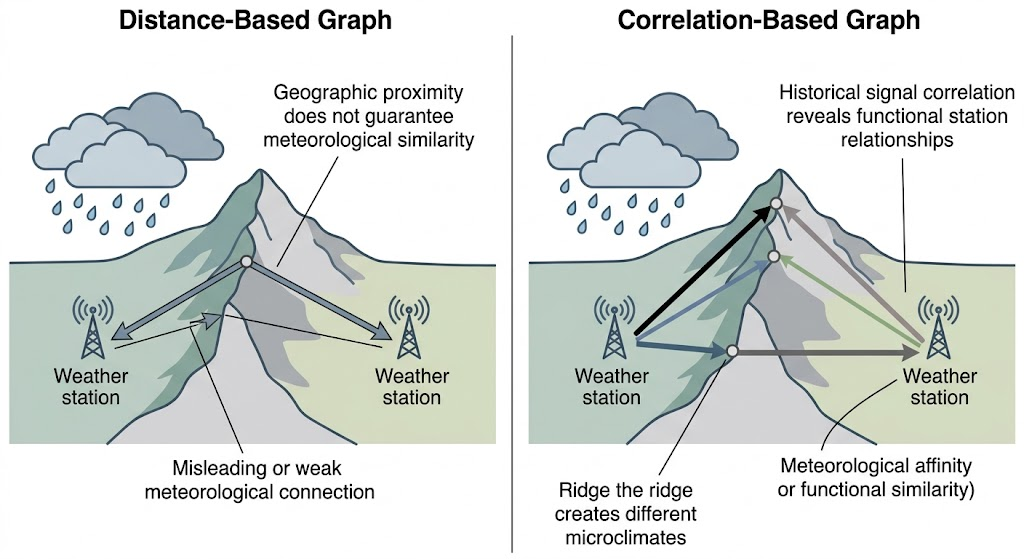 Distance-Based Graph
Geographic proximity
does not guarantee
meteorological similarity
Weather
station
Weather
station
Misleading or weak
meteorological connection
Correlation-Based Graph
Historical signal correlation
reveals functional station
relationships
Weather
station
Weather
station
Ridge the ridge
creates different
microclimates
Meteorological affinity
or functional similarity)